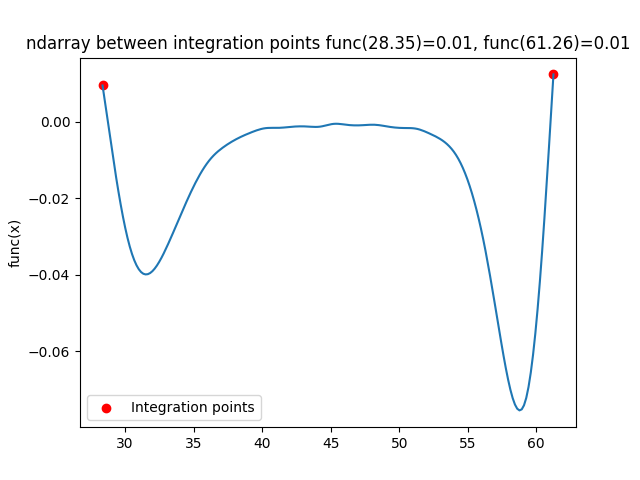 ndarray between integration points func(28.35)=0.01, func(61.26)=0.01
0.00
−0.02
−0.04
−0.06
func(x)
Integration points
30 35 40 45 50 55 60